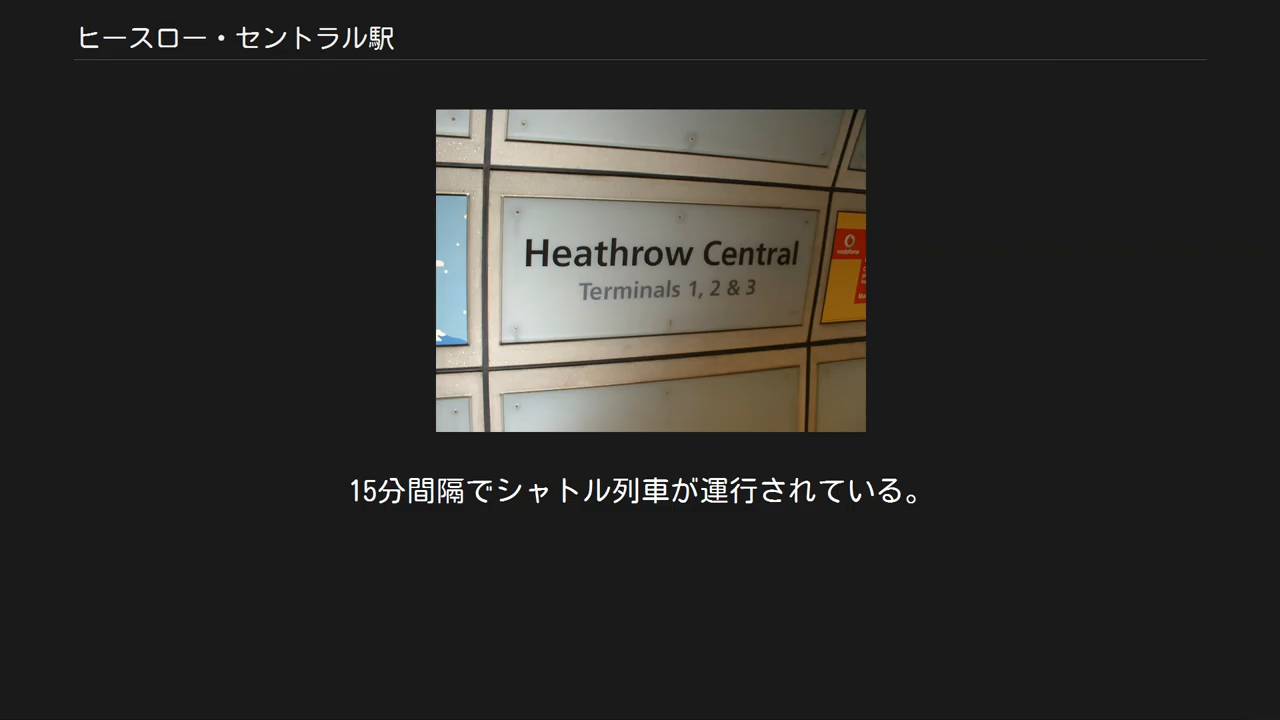 ヒースロー・セントラル駅
Heathrow Central
Terminals 1, 2 & 3
vodafone
15分間隔でシャトル列車が運行されている。